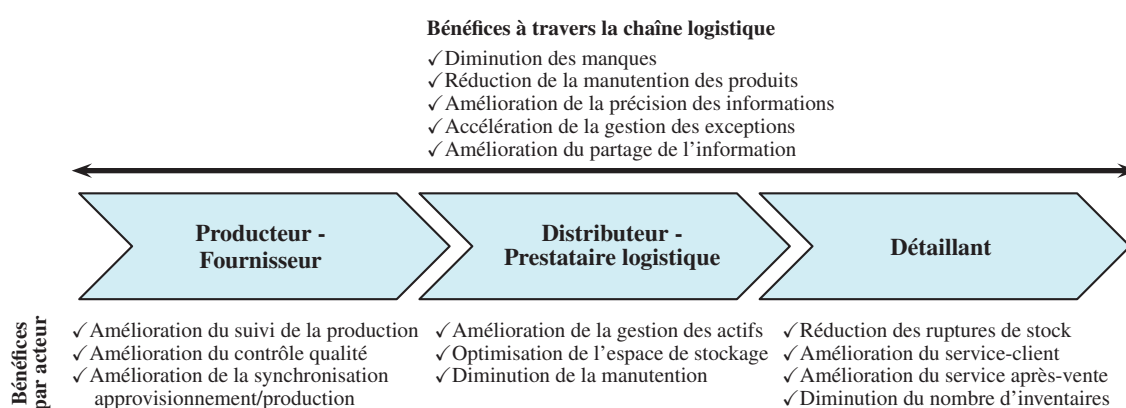 Bénéfices à travers la chaîne logistique
✓Diminution des manques
✓Réduction de la manutention des produits
✓Amélioration de la précision des informations
✓Accélération de la gestion des exceptions
✓Amélioration du partage de l’information
Producteur -
Fournisseur
Distributeur -
Prestataire logistique
Détaillant
Bénéfices
par acteur
✓Amélioration du suivi de la production
✓Amélioration du contrôle qualité
✓Amélioration de la synchronisation
approvisionnement/production
✓Amélioration de la gestion des actifs
✓Optimisation de l’espace de stockage
✓Diminution de la manutention
✓Réduction des ruptures de stock
✓Amélioration du service-client
✓Amélioration du service après-vente
✓Diminution du nombre d’inventaires